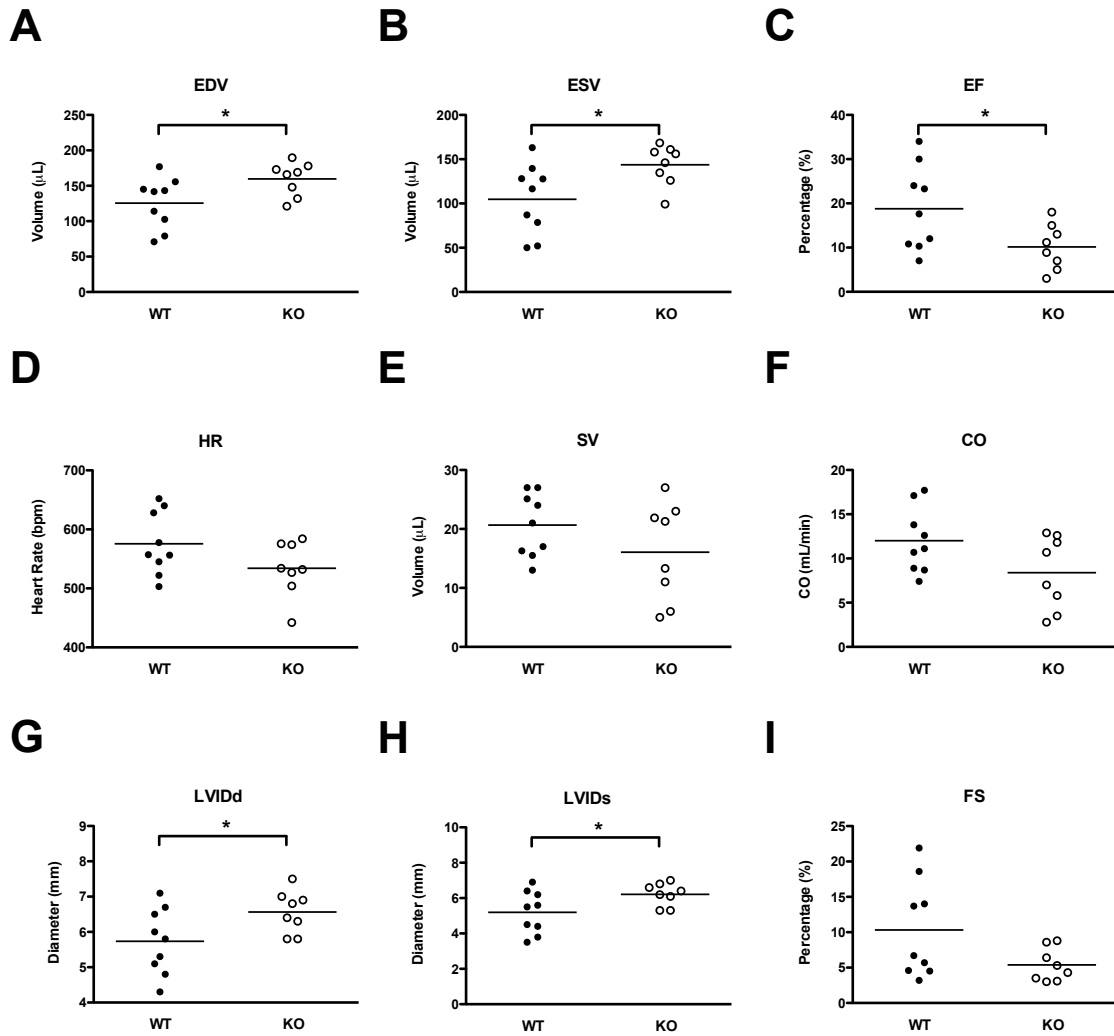 A
EDV
*
250
200
150
100
50
0
Volume (μL)
WT KO
B
ESV
*
200
150
100
50
0
Volume (μL)
WT KO
C
EF
*
40
30
20
10
0
Percentage (%)
WT KO
D
HR
700
600
500
400
Heart Rate (bpm)
WT KO
E
SV
30
20
10
0
Volume (μL)
WT KO
F
CO
20
15
10
5
0
CO (mL/min)
WT KO
G
LVIDd
*
9
8
7
6
5
4
Diameter (mm)
WT KO
H
LVIDs
*
10
8
6
4
2
0
Diameter (mm)
WT KO
I
FS
25
20
15
10
5
0
Percentage (%)
WT KO